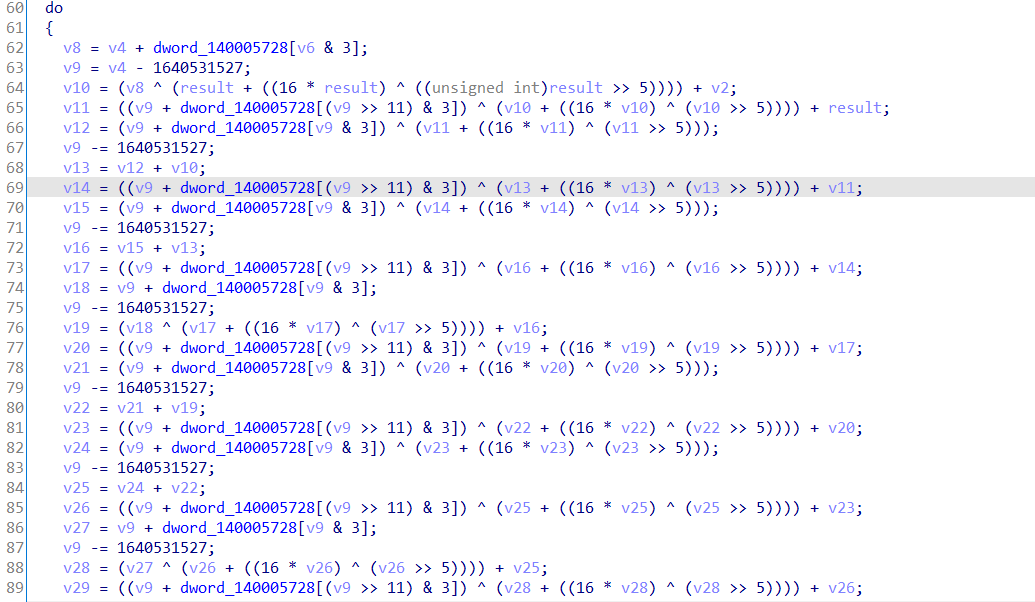 60 do
61 {
62 v8 = v4 + dword_140005728[v6 & 3];
63 v9 = v4 - 1640531527;
64 v10 = (v8 ^ (result + ((16 * result) ^ ((unsigned int)result >> 5)))) + v2;
65 v11 = ((v9 + dword_140005728[(v9 >> 11) & 3]) ^ (v10 + ((16 * v10) ^ (v10 >> 5)))) + result;
66 v12 = (v9 + dword_140005728[v9 & 3]) ^ (v11 + ((16 * v11) ^ (v11 >> 5)));
67 v9 -= 1640531527;
68 v13 = v12 + v10;
69 v14 = ((v9 + dword_140005728[(v9 >> 11) & 3]) ^ (v13 + ((16 * v13) ^ (v13 >> 5)))) + v11;
70 v15 = (v9 + dword_140005728[v9 & 3]) ^ (v14 + ((16 * v14) ^ (v14 >> 5)));
71 v9 -= 1640531527;
72 v16 = v15 + v13;
73 v17 = ((v9 + dword_140005728[(v9 >> 11) & 3]) ^ (v16 + ((16 * v16) ^ (v16 >> 5)))) + v14;
74 v18 = v9 + dword_140005728[v9 & 3];
75 v9 -= 1640531527;
76 v19 = (v18 ^ (v17 + ((16 * v17) ^ (v17 >> 5)))) + v16;
77 v20 = ((v9 + dword_140005728[(v9 >> 11) & 3]) ^ (v19 + ((16 * v19) ^ (v19 >> 5)))) + v17;
78 v21 = (v9 + dword_140005728[v9 & 3]) ^ (v20 + ((16 * v20) ^ (v20 >> 5)));
79 v9 -= 1640531527;
80 v22 = v21 + v19;
81 v23 = ((v9 + dword_140005728[(v9 >> 11) & 3]) ^ (v22 + ((16 * v22) ^ (v22 >> 5)))) + v20;
82 v24 = (v9 + dword_140005728[v9 & 3]) ^ (v23 + ((16 * v23) ^ (v23 >> 5)));
83 v9 -= 1640531527;
84 v25 = v24 + v22;
85 v26 = ((v9 + dword_140005728[(v9 >> 11) & 3]) ^ (v25 + ((16 * v25) ^ (v25 >> 5)))) + v23;
86 v27 = v9 + dword_140005728[v9 & 3];
87 v9 -= 1640531527;
88 v28 = (v27 ^ (v26 + ((16 * v26) ^ (v26 >> 5)))) + v25;
89 v29 = ((v9 + dword_140005728[(v9 >> 11) & 3]) ^ (v28 + ((16 * v28) ^ (v28 >> 5)))) + v26;